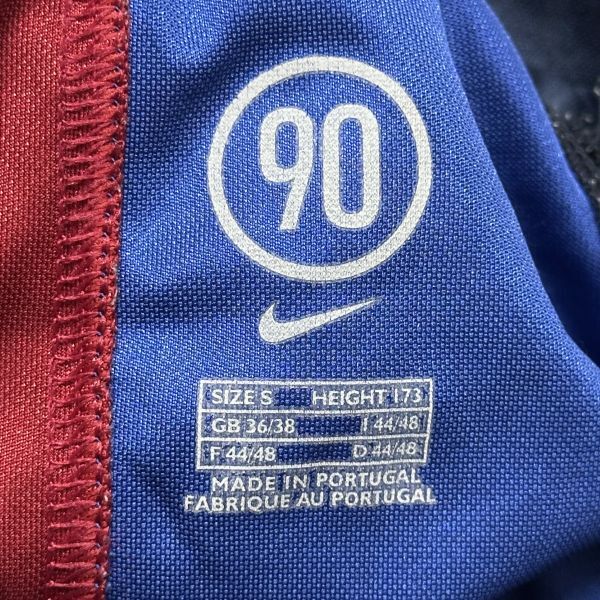 90
SIZE S HEIGHT 173
GB 36/38 I 44/48
F 44/48 D 44/48
MADE IN PORTUGAL
FABRIQUE AU PORTUGAL